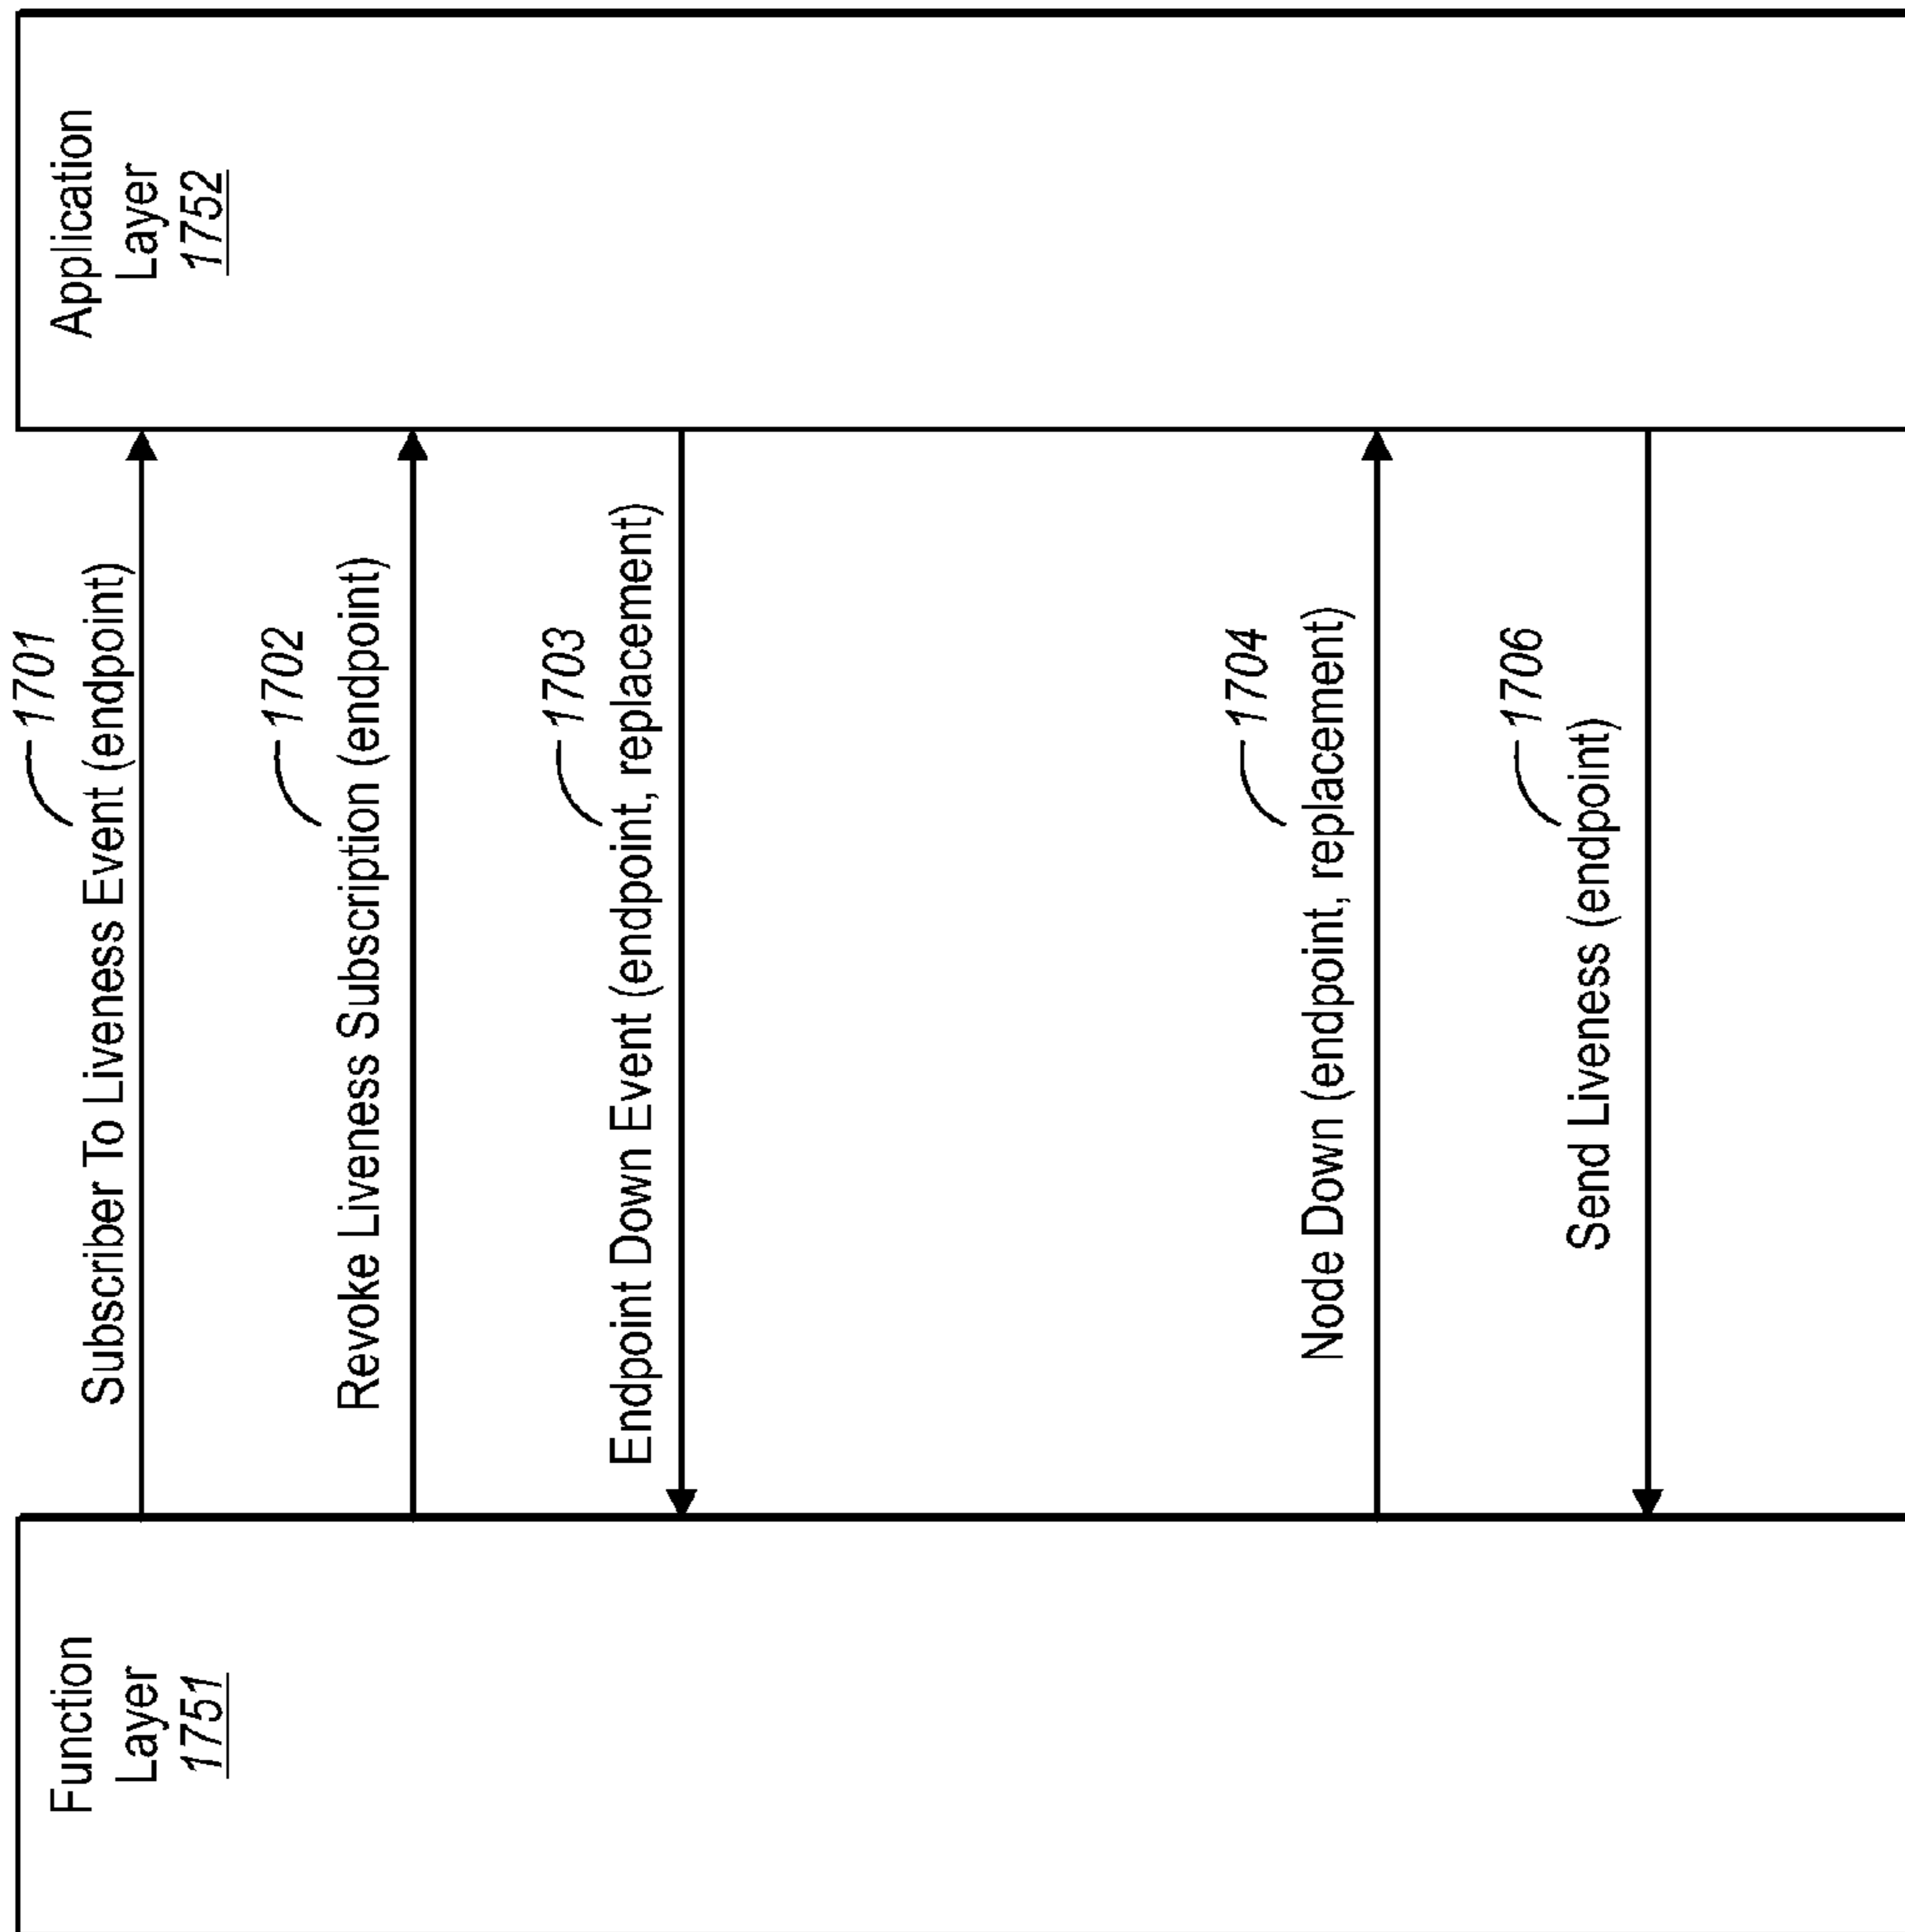 Function
Layer
1751
Application
Layer
1752
1701
Subscriber To Liveness Event (endpoint)
1702
Revoke Liveness Subscription (endpoint)
1703
Endpoint Down Event (endpoint, replacement)
1704
Node Down (endpoint, replacement)
1706
Send Liveness (endpoint)